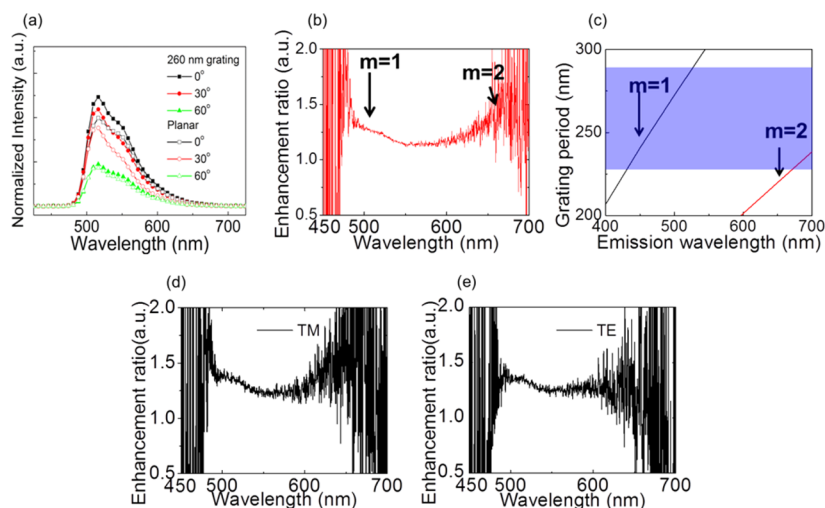 (a)
Normalized Intensity (a.u.)
260 nm grating
0°
30°
60°
Planar
0°
30°
60°
500
600
700
Wavelength (nm)
(b)
Enhancement ratio (a.u.)
2.0
1.5
1.0
0.5
m=1
m=2
450
500
550
600
650
700
Wavelength (nm)
(c)
Grating period (nm)
300
250
200
m=1
m=2
400
500
600
700
Emission wavelength (nm)
(d)
Enhancement ratio(a.u.)
2.0
1.5
1.0
0.5
TM
450
500
600
700
Wavelength (nm)
(e)
Enhancement ratio(a.u.)
2.0
1.5
1.0
0.5
TE
450
500
600
700
Wavelength (nm)